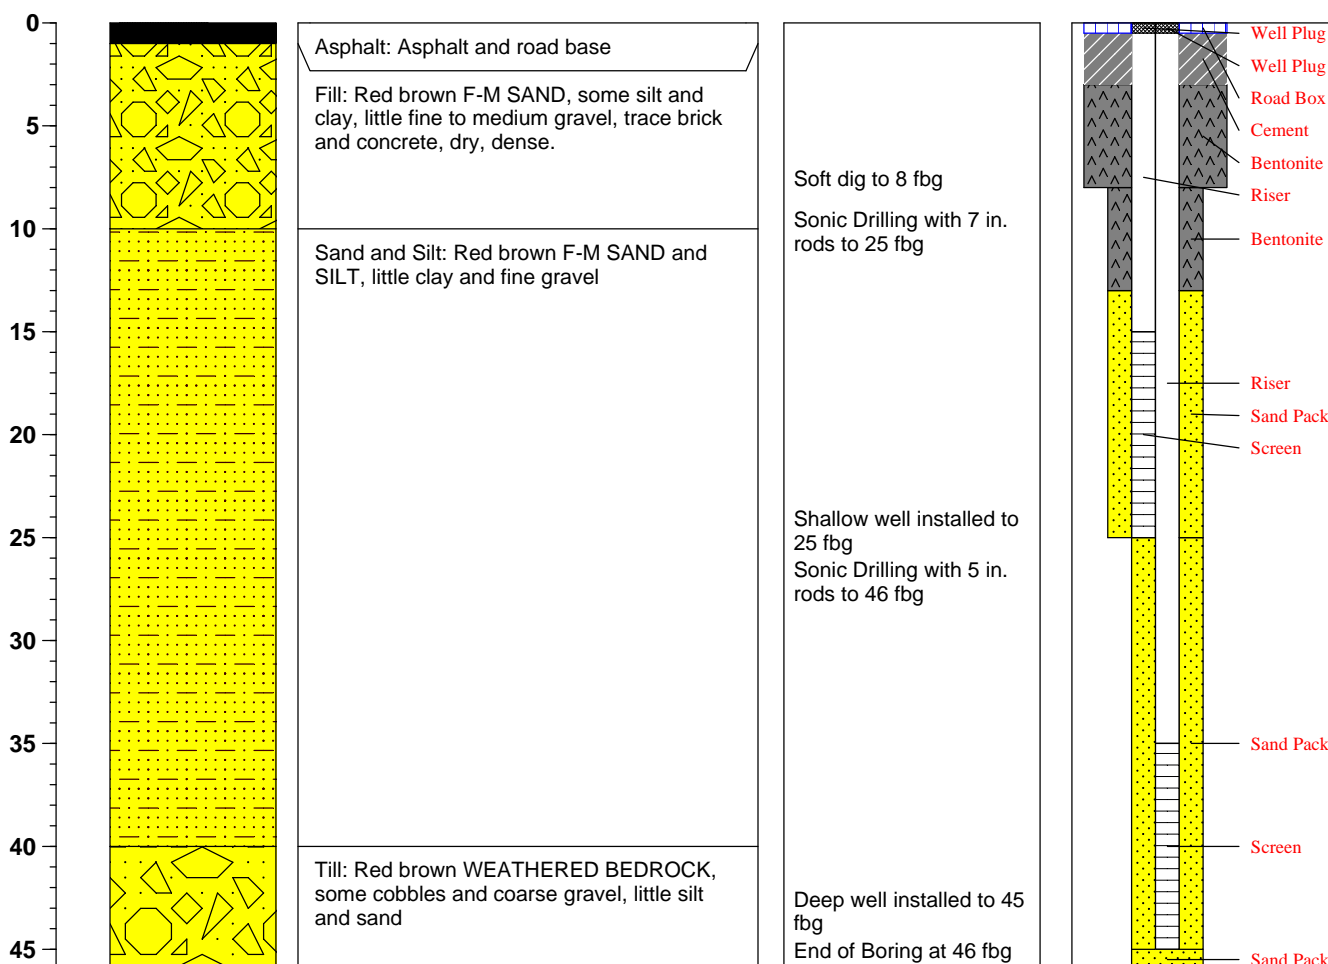 0
5
10
15
20
25
30
35
40
45
Asphalt: Asphalt and road base
Fill: Red brown F-M SAND, some silt and
clay, little fine to medium gravel, trace brick
and concrete, dry, dense.
Sand and Silt: Red brown F-M SAND and
SILT, little clay and fine gravel
Till: Red brown WEATHERED BEDROCK,
some cobbles and coarse gravel, little silt
and sand
Soft dig to 8 fbg
Sonic Drilling with 7 in.
rods to 25 fbg
Shallow well installed to
25 fbg
Sonic Drilling with 5 in.
rods to 46 fbg
Deep well installed to 45
fbg
End of Boring at 46 fbg
Well Plug
Well Plug
Road Box
Cement
Bentonite
Riser
Bentonite
Riser
Sand Pack
Screen
Sand Pack
Screen
Sand Pack